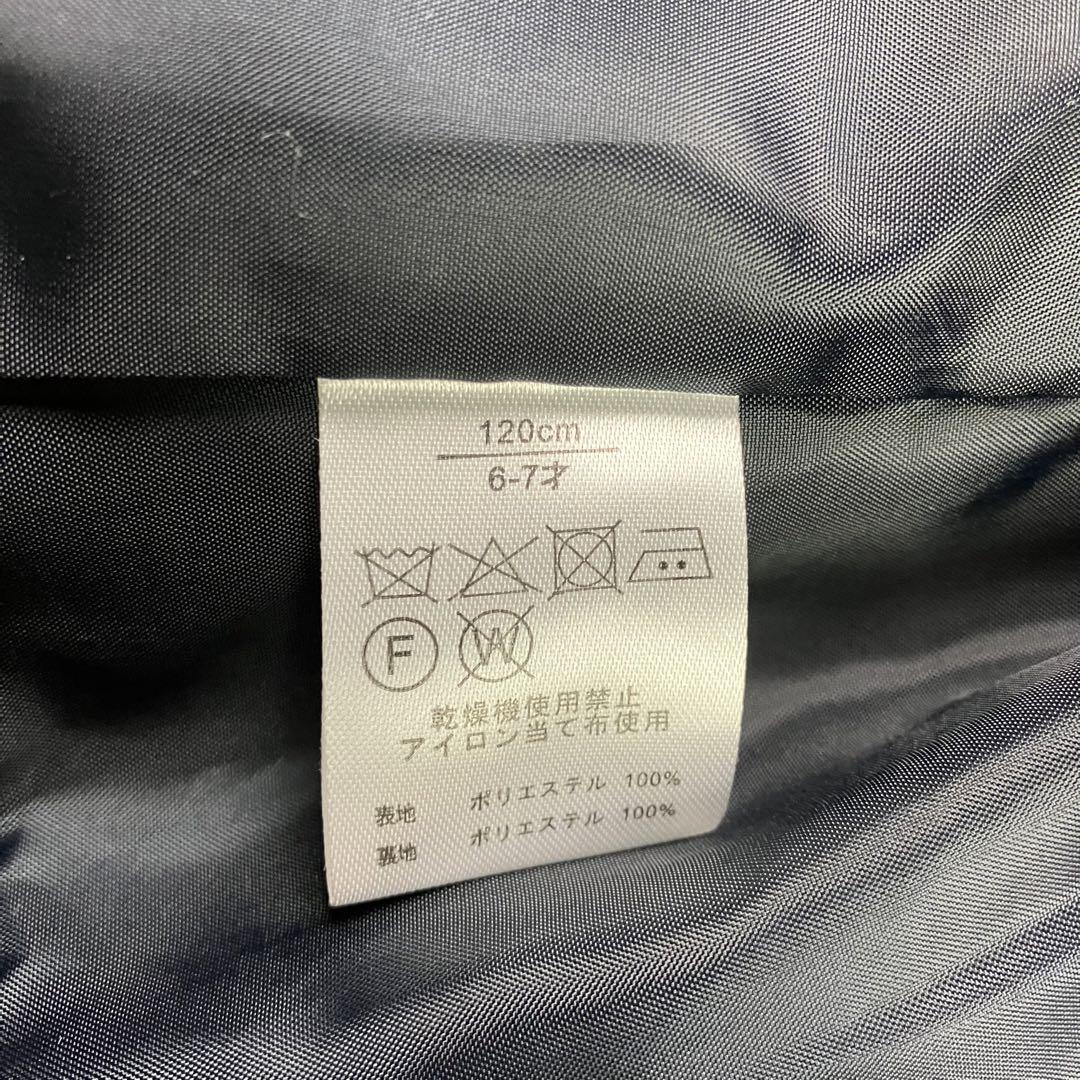 120cm
6-7才
F W
乾燥機使用禁止
アイロン当て布使用
表地 ポリエステル 100%
裏地 ポリエステル 100%